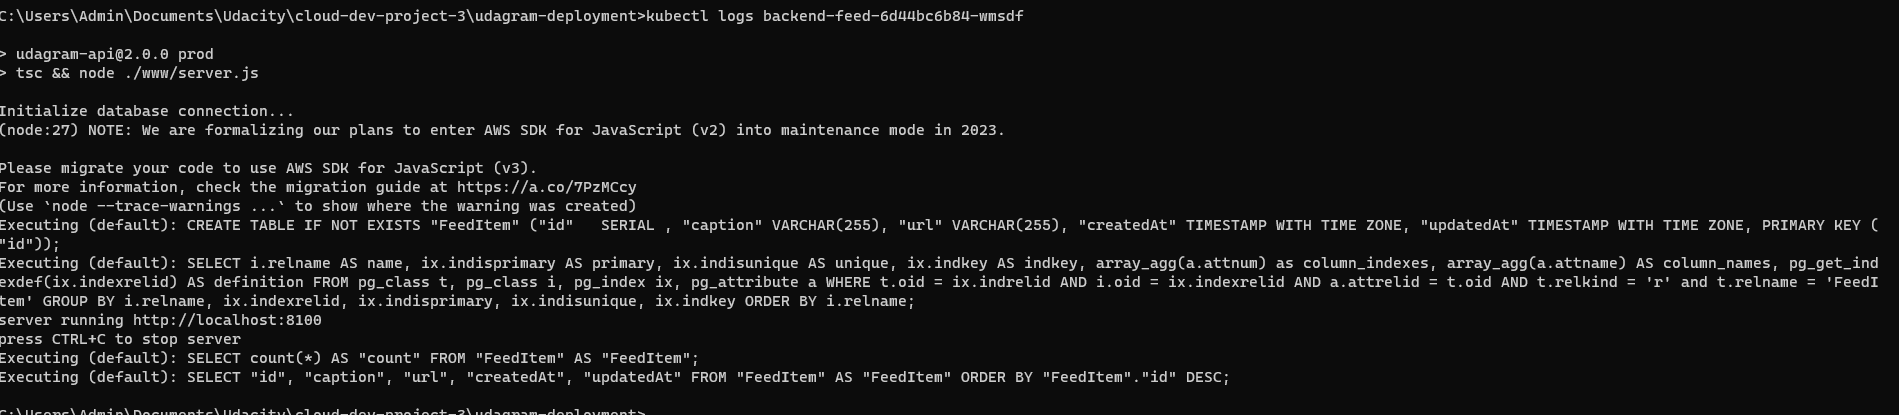 C:\Users\Admin\Documents\Udacity\cloud-dev-project-3\udagram-deployment>kubectl logs backend-feed-6d44bc6b84-wmsdf
> udagram-api@2.0.0 prod
> tsc && node ./www/server.js
Initialize database connection...
(node:27) NOTE: We are formalizing our plans to enter AWS SDK for JavaScript (v2) into maintenance mode in 2023.
Please migrate your code to use AWS SDK for JavaScript (v3).
For more information, check the migration guide at https://a.co/7PzMCcy
(Use `node --trace-warnings ...` to show where the warning was created)
Executing (default): CREATE TABLE IF NOT EXISTS "FeedItem" ("id"   SERIAL , "caption" VARCHAR(255), "url" VARCHAR(255), "createdAt" TIMESTAMP WITH TIME ZONE, "updatedAt" TIMESTAMP WITH TIME ZONE, PRIMARY KEY (
"id"));
Executing (default): SELECT i.relname AS name, ix.indisprimary AS primary, ix.indisunique AS unique, ix.indkey AS indkey, array_agg(a.attnum) as column_indexes, array_agg(a.attname) AS column_names, pg_get_ind
exdef(ix.indexrelid) AS definition FROM pg_class t, pg_class i, pg_index ix, pg_attribute a WHERE t.oid = ix.indrelid AND i.oid = ix.indexrelid AND a.attrelid = t.oid AND t.relkind = 'r' and t.relname = 'FeedI
tem' GROUP BY i.relname, ix.indexrelid, ix.indisprimary, ix.indisunique, ix.indkey ORDER BY i.relname;
server running http://localhost:8100
press CTRL+C to stop server
Executing (default): SELECT count(*) AS "count" FROM "FeedItem" AS "FeedItem";
Executing (default): SELECT "id", "caption", "url", "createdAt", "updatedAt" FROM "FeedItem" AS "FeedItem" ORDER BY "FeedItem"."id" DESC;
C:\Users\Admin\Documents\Udacity\cloud-dev-project-3\udagram-deployment>